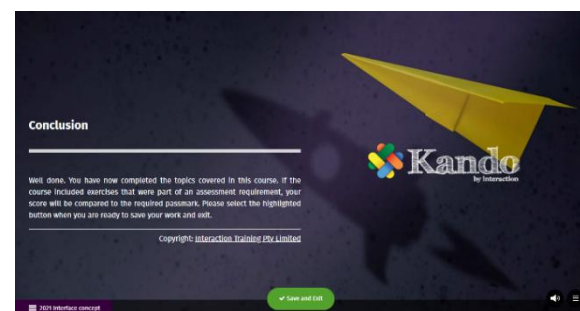 Conclusion
Well done. You have now completed the topics covered in this course. If the
course included exercises that were part of an assessment requirement, your
score will be compared to the required passmark. Please select the highlighted
button when you are ready to save your work and exit.
Copyright: Interaction Training Pty Limited
Kando
by Interaction
✔ Save and Exit
2021 Interface concept